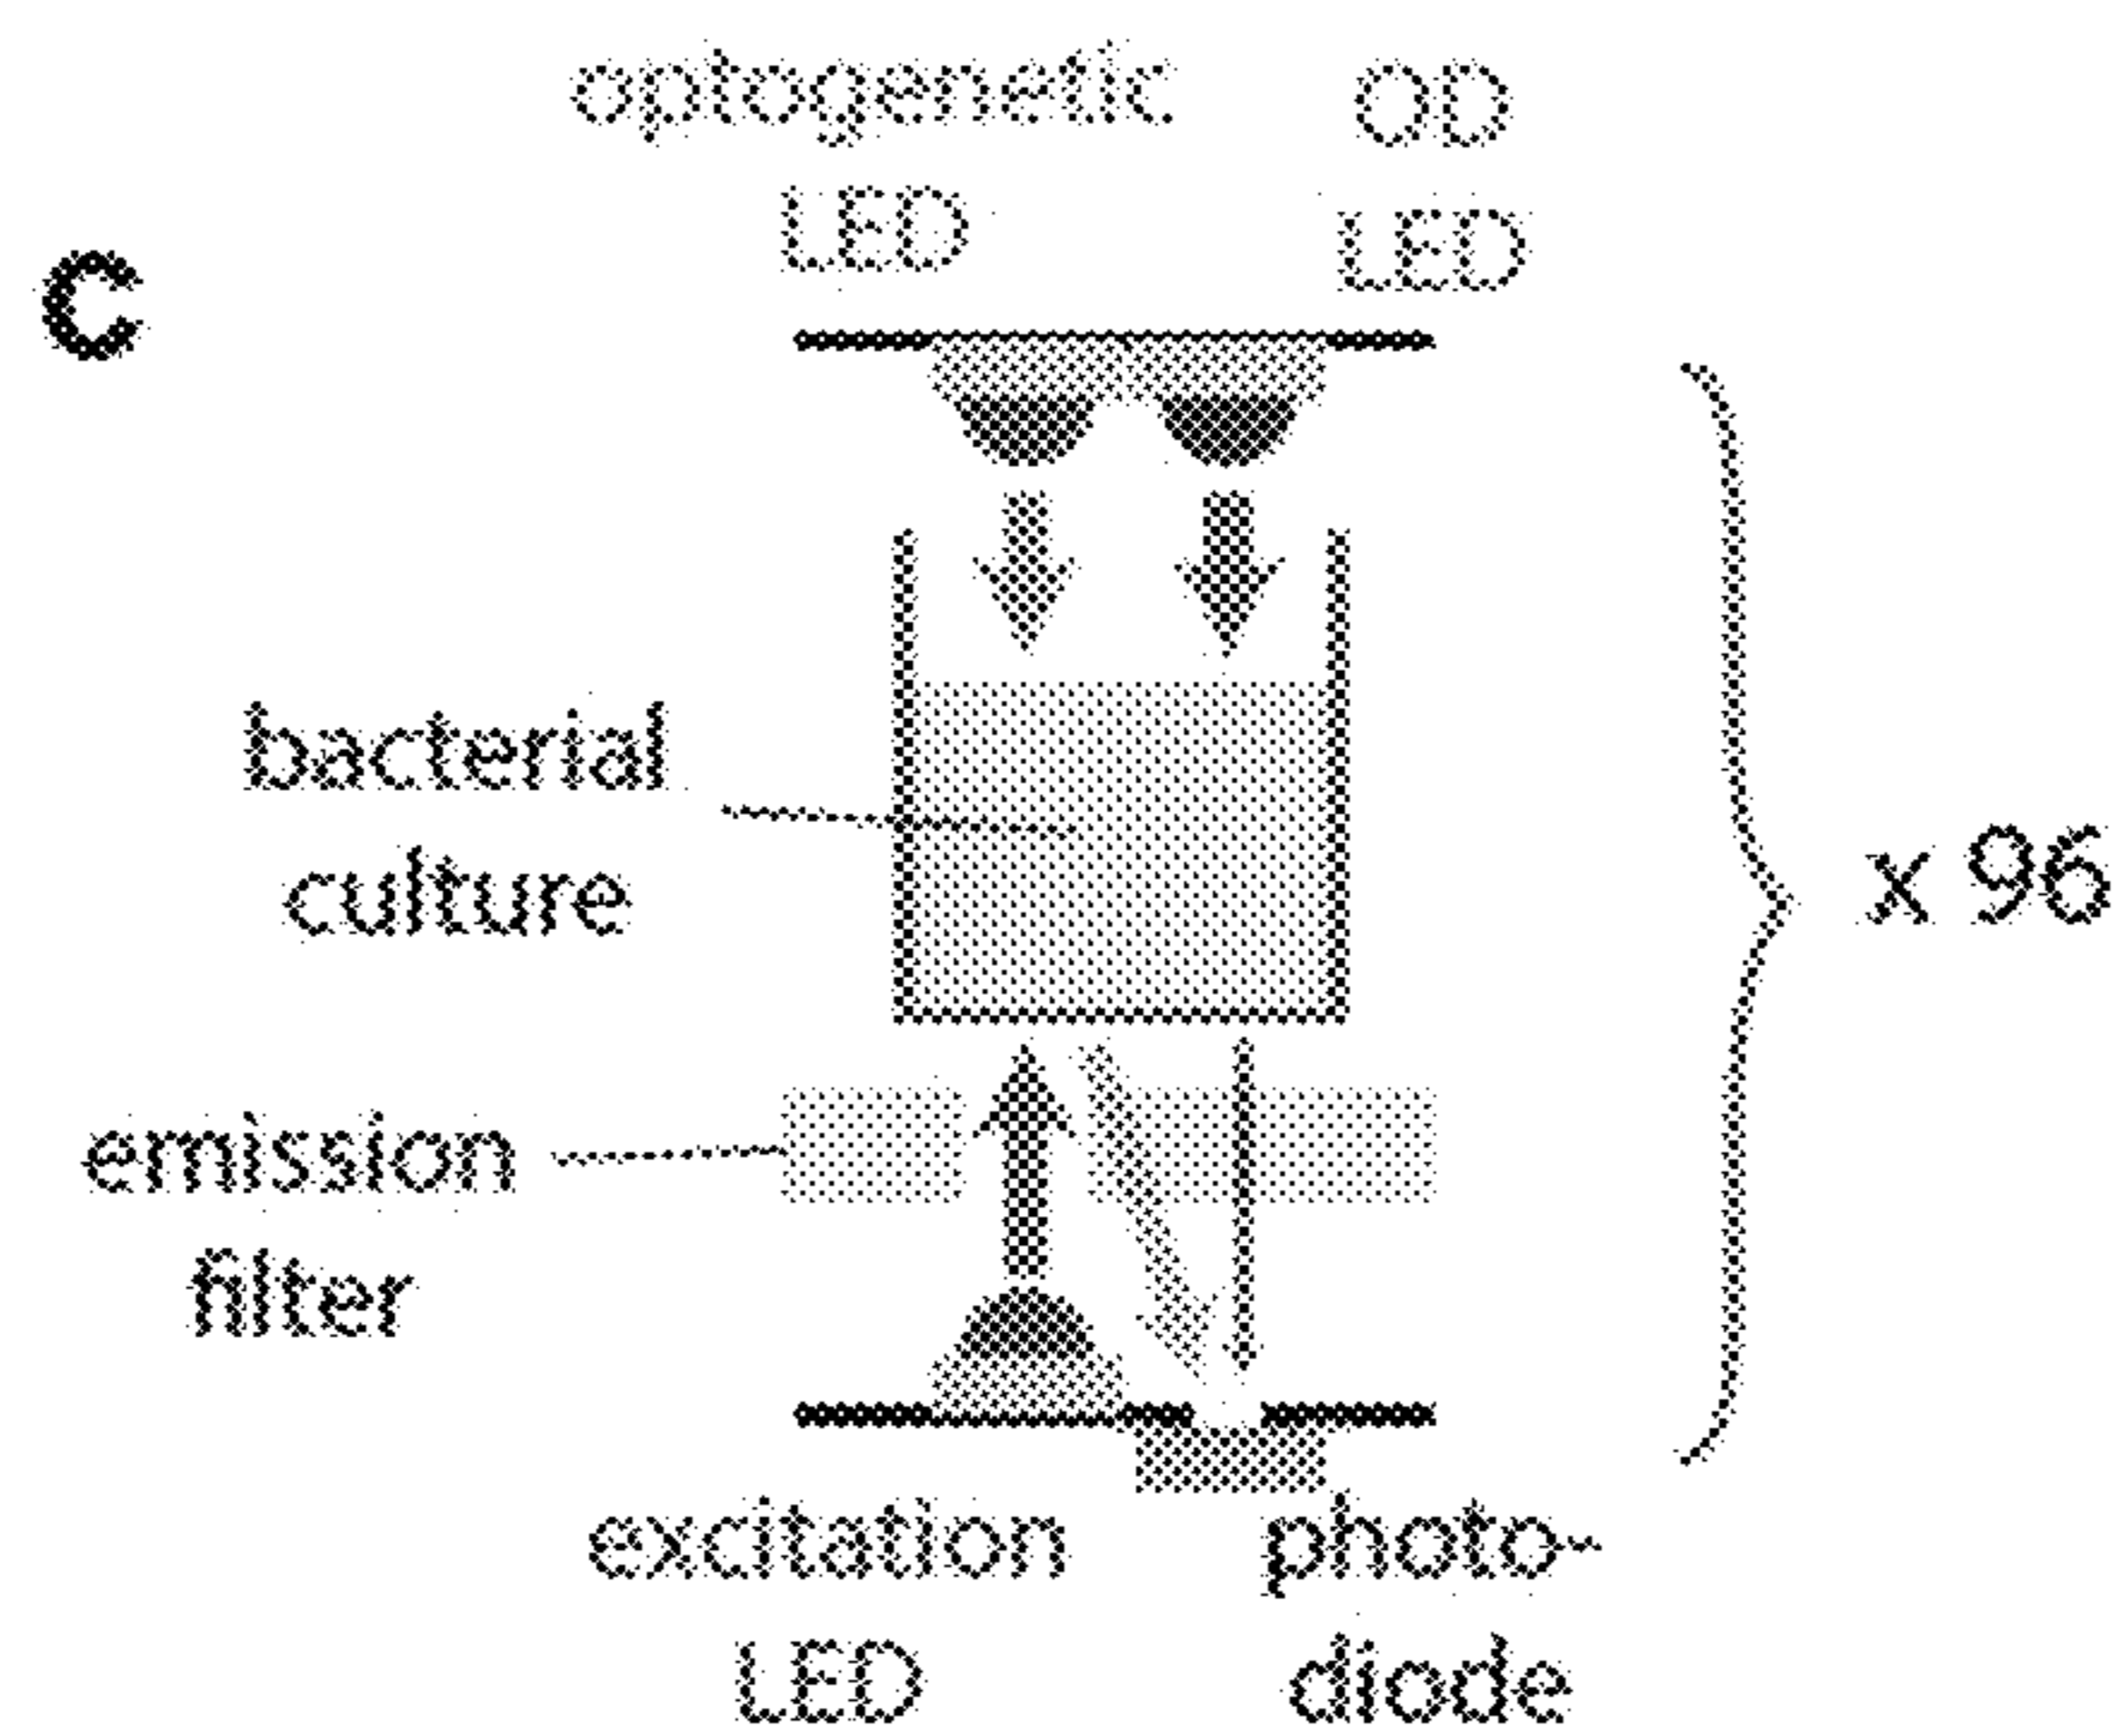 optogenetic
LED
OD
LED
C
bacterial
culture
x 96
emission
filter
excitation
LED
photo-
diode